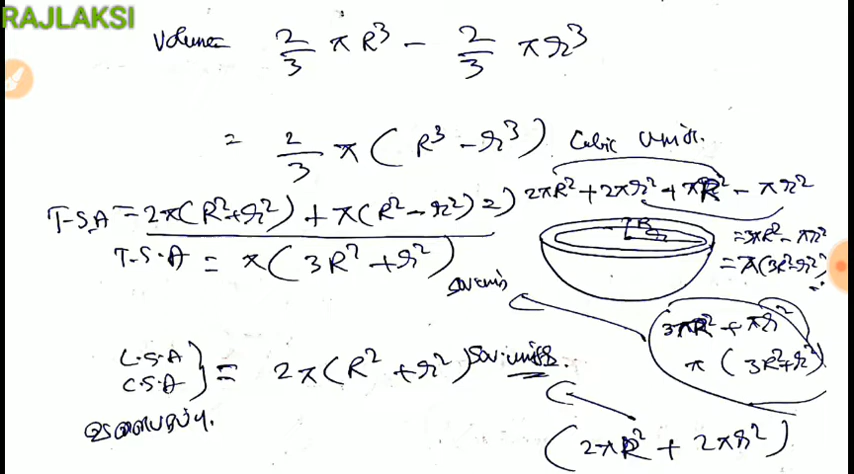 RAJLAKSI
Volume = 2/3 π R³ − 2/3 π r³
= 2/3 π ( R³ − r³ ) Cubic units.
T.S.A = 2π(R²+r²) + π(R²−r²) => 2πR² + 2πr² + πR² − πr²
R
r
= 3πR² − πr²
= π(3R²−r²)
T.S.A = π ( 3R² + r² )
3πR² + πr²
π ( 3R²+r² )
L.S.A
C.S.A } = 2π(R² + r²) Sq.units.
(2πR² + 2πr²)